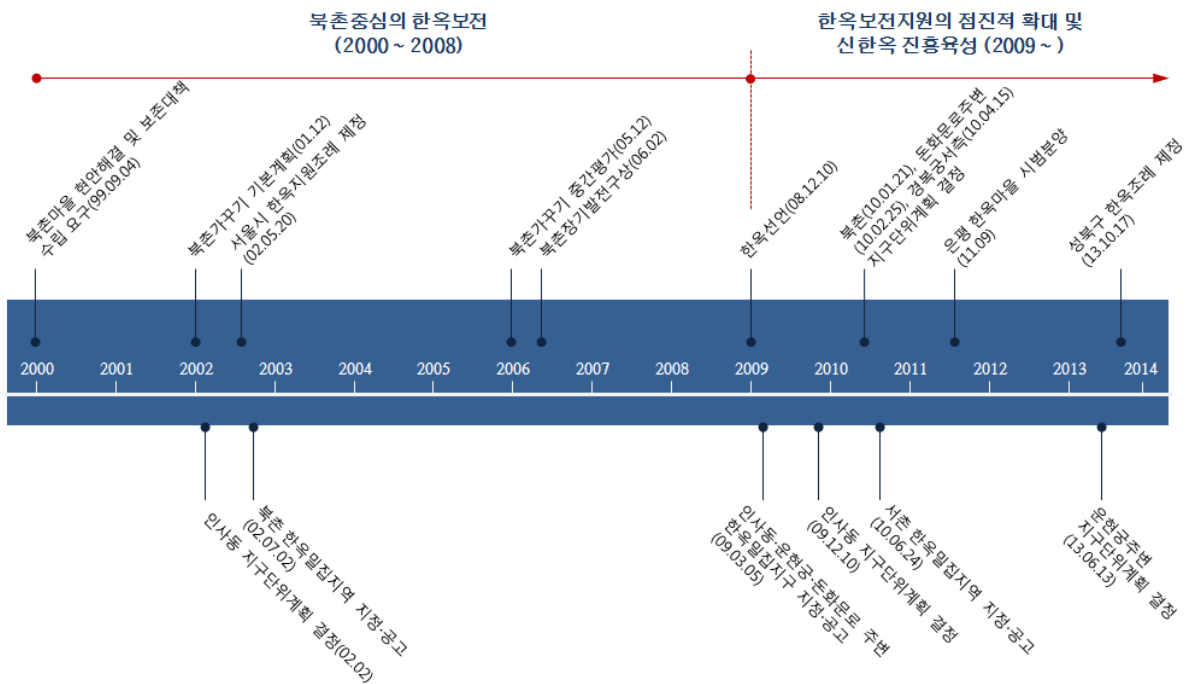 북촌중심의 한옥보전
(2000 ~ 2008)
한옥보전지원의 점진적 확대 및
신한옥 진흥육성 (2009 ~ )
북촌마을 현안해결 및 보존대책
수립 요구(99.09.04)
북촌가꾸기 기본계획(01.12)
서울시 한옥지원조례 제정
(02.05.20)
북촌가꾸기 중간평가(05.12)
북촌장기발전구상(06.02)
한옥선언(08.12.10)
북촌(10.01.21), 돈화문로주변
(10.02.25), 경복궁서측(10.04.15)
지구단위계획 결정
은평 한옥마을 시범분양
(11.09)
성북구 한옥조례 제정
(13.10.17)
2000 2001 2002 2003 2004 2005 2006 2007 2008 2009 2010 2011 2012 2013 2014
인사동 지구단위계획 결정(02.02)
북촌 한옥밀집지역 지정·공고
(02.07.02)
인사동·운현궁·돈화문로 주변
한옥밀집지구 지정·공고
(09.03.05)
인사동 지구단위계획 결정
(09.12.10)
서촌 한옥밀집지역 지정·공고
(10.06.24)
운현궁주변
지구단위계획 결정
(13.06.13)